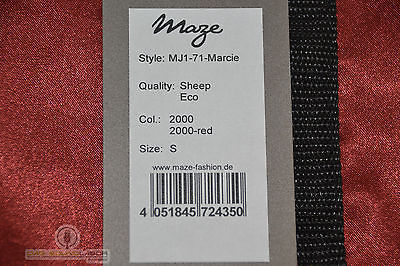 Maze
Style: MJ1-71-Marcie
Quality: Sheep
Eco
Col.: 2000
2000-red
Size: S
www.maze-fashion.de
4 051845 724350